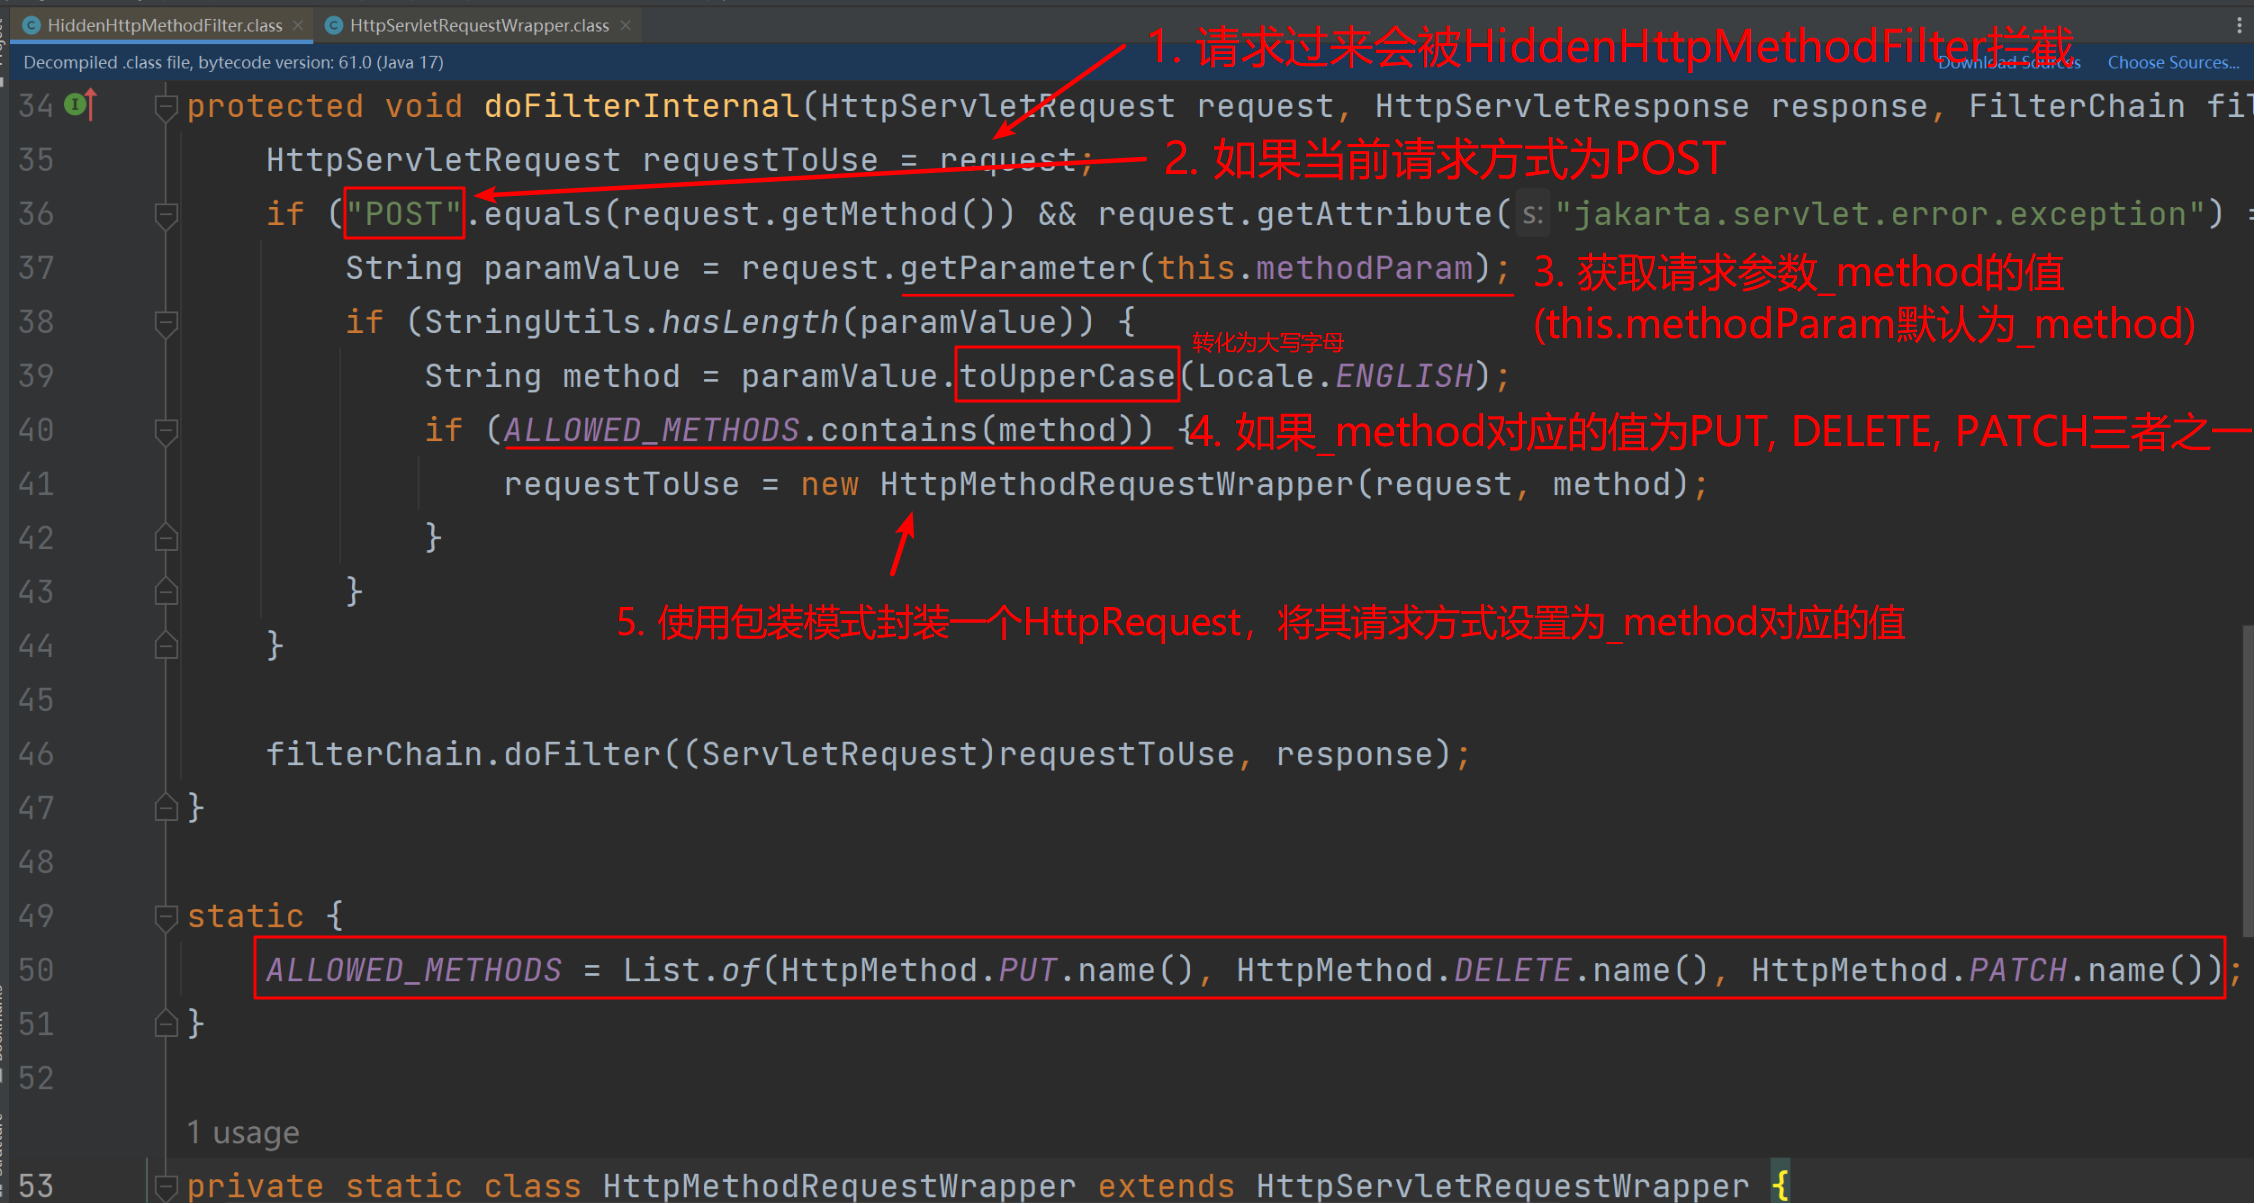 HiddenHttpMethodFilter.class HttpServletRequestWrapper.class
1. 请求过来会被HiddenHttpMethodFilter拦截
Decompiled .class file, bytecode version: 61.0 (Java 17) Download Sources Choose Sources...
34 protected void doFilterInternal(HttpServletRequest request, HttpServletResponse response, FilterChain fil
35 HttpServletRequest requestToUse = request;
2. 如果当前请求方式为POST
36 if ("POST".equals(request.getMethod()) && request.getAttribute( s: "jakarta.servlet.error.exception") =
37 String paramValue = request.getParameter(this.methodParam);
3. 获取请求参数_method的值
(this.methodParam默认为_method)
38 if (StringUtils.hasLength(paramValue)) {
转化为大写字母
39 String method = paramValue.toUpperCase(Locale.ENGLISH);
40 if (ALLOWED_METHODS.contains(method)) {
4. 如果_method对应的值为PUT, DELETE, PATCH三者之一
41 requestToUse = new HttpMethodRequestWrapper(request, method);
42 }
43 }
5. 使用包装模式封装一个HttpRequest，将其请求方式设置为_method对应的值
44 }
45
46 filterChain.doFilter((ServletRequest)requestToUse, response);
47 }
48
49 static {
50 ALLOWED_METHODS = List.of(HttpMethod.PUT.name(), HttpMethod.DELETE.name(), HttpMethod.PATCH.name());
51 }
52
1 usage
53 private static class HttpMethodRequestWrapper extends HttpServletRequestWrapper {